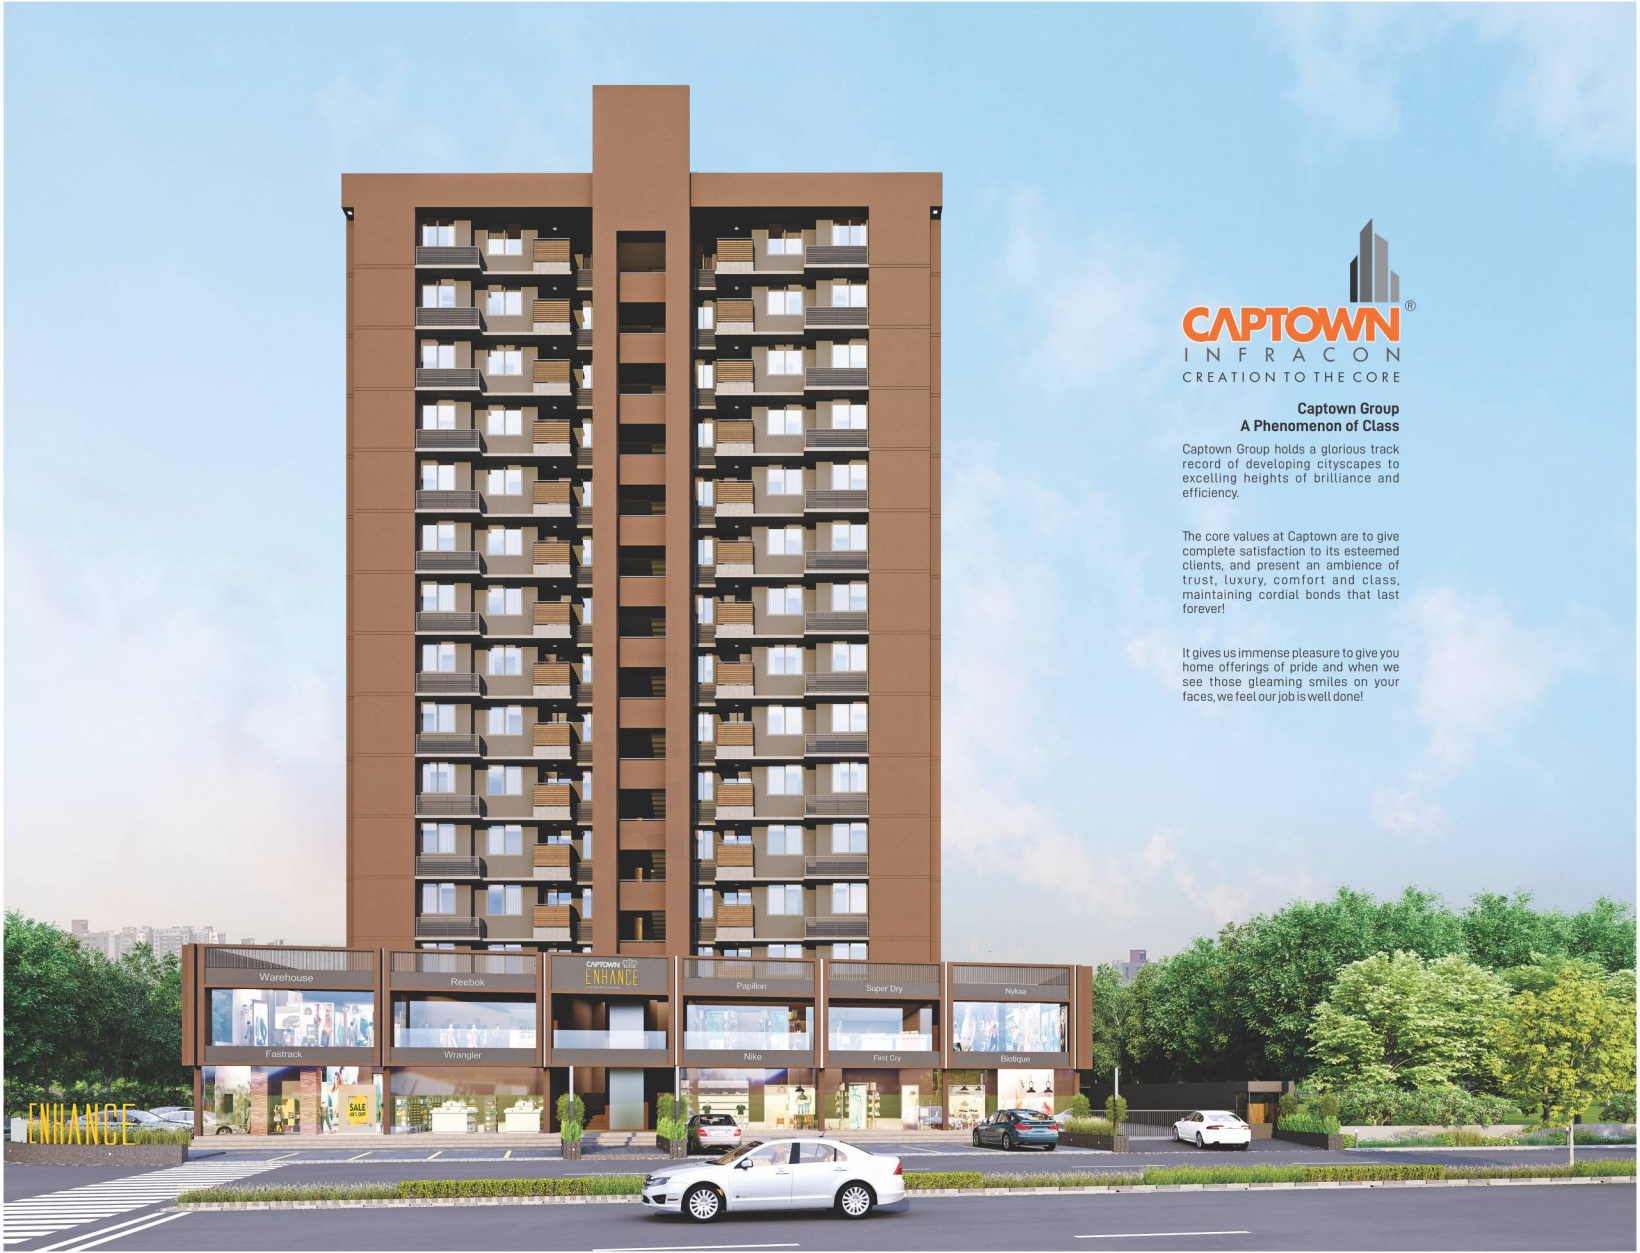 CAPTOWN®
INFRACON
CREATION TO THE CORE
Captown Group
A Phenomenon of Class
Captown Group holds a glorious track
record of developing cityscapes to
excelling heights of brilliance and
efficiency.
The core values at Captown are to give
complete satisfaction to its esteemed
clients, and present an ambience of
trust, luxury, comfort and class,
maintaining cordial bonds that last
forever!
It gives us immense pleasure to give you
home offerings of pride and when we
see those gleaming smiles on your
faces, we feel our job is well done!
CAPTOWN
ENHANCE
Warehouse
Reebok
Papillon
Super Dry
Nykaa
Fastrack
Wrangler
Nike
First Cry
Biotique
SALE
ENHANCE